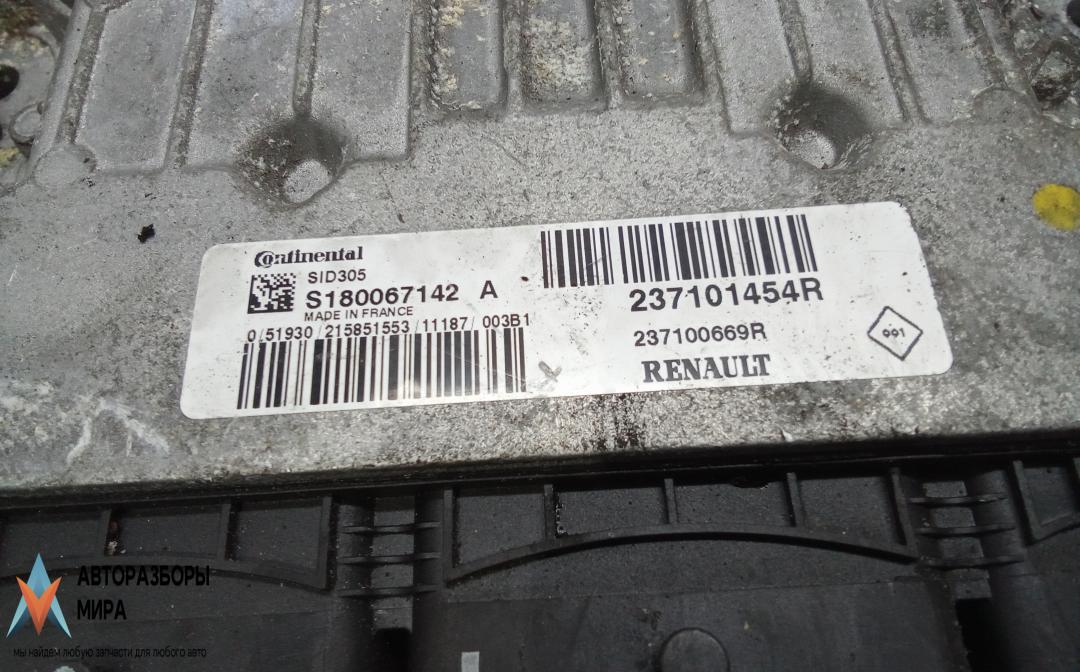 Continental
SID305
S180067142 A
MADE IN FRANCE
0/51930/215851553/11187/003B1
237101454R
237100669R
RENAULT
991
АВТОРАЗБОРЫ
МИРА
мы найдем любую запчасти для любого авто